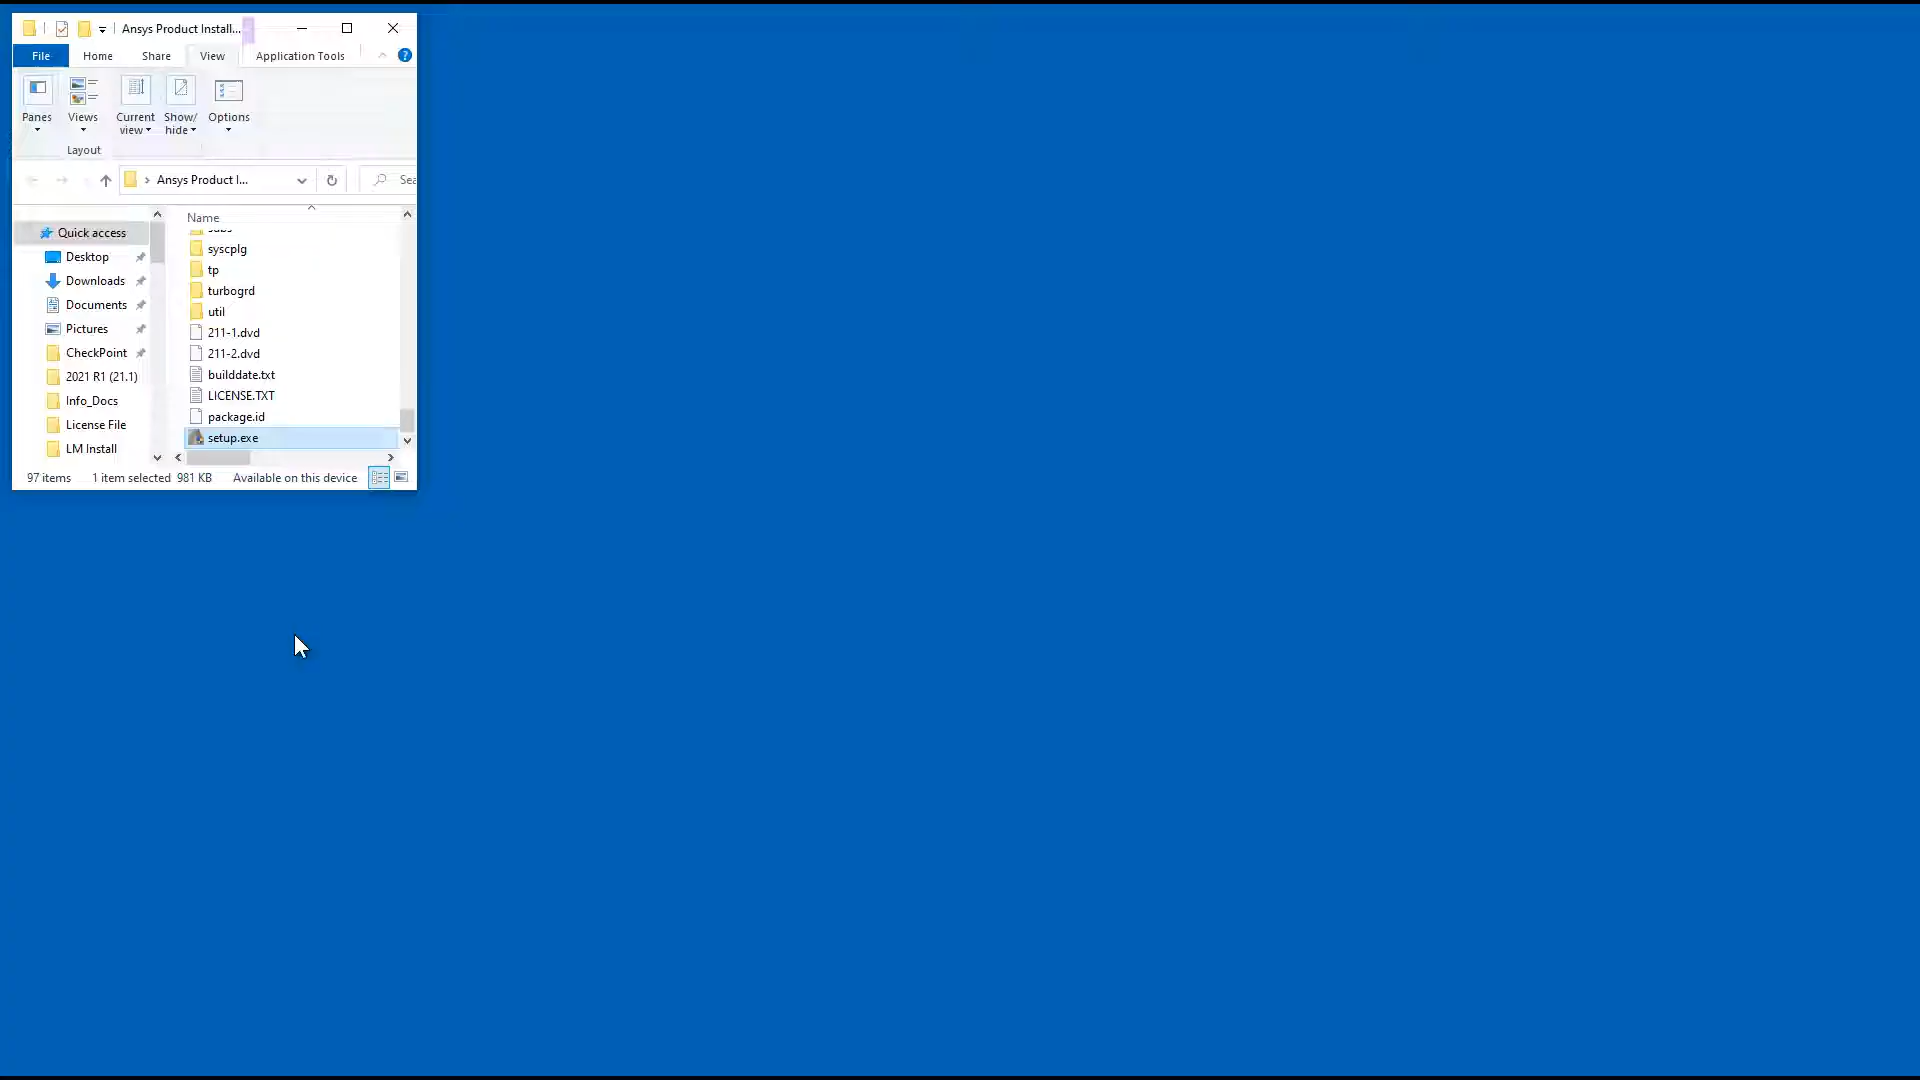 Ansys Product Install...
File Home Share View Application Tools
Panes Views Current view Show/ hide Options
Layout
Ansys Product I... Sea
Name
Quick access
Desktop
Downloads
Documents
Pictures
CheckPoint
2021 R1 (21.1)
Info_Docs
License File
LM Install
syscplg
tp
turbogrd
util
211-1.dvd
211-2.dvd
builddate.txt
LICENSE.TXT
package.id
setup.exe
97 items 1 item selected 981 KB Available on this device